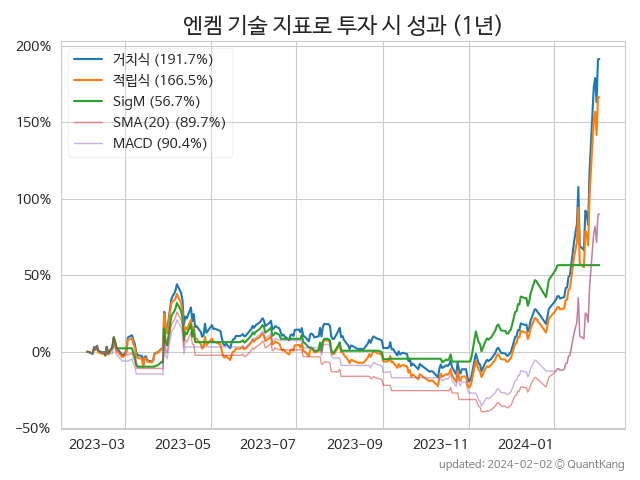 엔켐 기술 지표로 투자 시 성과 (1년)
200%
150%
100%
50%
0%
−50%
거치식 (191.7%)
적립식 (166.5%)
SigM (56.7%)
SMA(20) (89.7%)
MACD (90.4%)
2023-03 2023-05 2023-07 2023-09 2023-11 2024-01
updated: 2024-02-02 © QuantKang